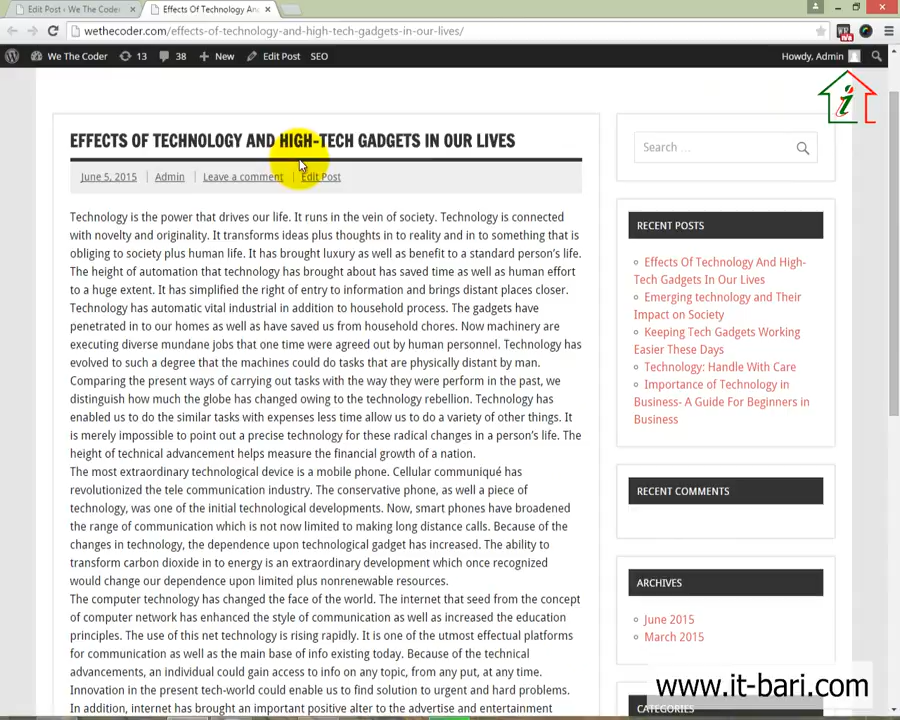 Edit Post ‹ We The Coder
Effects Of Technology An
wethecoder.com/effects-of-technology-and-high-tech-gadgets-in-our-lives/
We The Coder 13 38 + New Edit Post SEO Howdy, Admin
EFFECTS OF TECHNOLOGY AND HIGH-TECH GADGETS IN OUR LIVES
June 5, 2015 Admin Leave a comment Edit Post
Technology is the power that drives our life. It runs in the vein of society. Technology is connected
with novelty and originality. It transforms ideas plus thoughts in to reality and in to something that is
obliging to society plus human life. It has brought luxury as well as benefit to a standard person's life.
The height of automation that technology has brought about has saved time as well as human effort
to a huge extent. It has simplified the right of entry to information and brings distant places closer.
Technology has automatic vital industrial in addition to household process. The gadgets have
penetrated in to our homes as well as have saved us from household chores. Now machinery are
executing diverse mundane jobs that one time were agreed out by human personnel. Technology has
evolved to such a degree that the machines could do tasks that are physically distant by man.
Comparing the present ways of carrying out tasks with the way they were perform in the past, we
distinguish how much the globe has changed owing to the technology rebellion. Technology has
enabled us to do the similar tasks with expenses less time allow us to do a variety of other things. It
is merely impossible to point out a precise technology for these radical changes in a person's life. The
height of technical advancement helps measure the financial growth of a nation.
The most extraordinary technological device is a mobile phone. Cellular communiqué has
revolutionized the tele communication industry. The conservative phone, as well a piece of
technology, was one of the initial technological developments. Now, smart phones have broadened
the range of communication which is not now limited to making long distance calls. Because of the
changes in technology, the dependence upon technological gadget has increased. The ability to
transform carbon dioxide in to energy is an extraordinary development which once recognized
would change our dependence upon limited plus nonrenewable resources.
The computer technology has changed the face of the world. The internet that seed from the concept
of computer network has enhanced the style of communication as well as increased the education
principles. The use of this net technology is rising rapidly. It is one of the utmost effectual platforms
for communication as well as the main base of info existing today. Because of the technical
advancements, an individual could gain access to info on any topic, from any put, at any time.
Innovation in the present tech-world could enable us to find solution to urgent and hard problems.
In addition, internet has brought an important positive alter to the advertise and entertainment
Search …
RECENT POSTS
Effects Of Technology And High-
Tech Gadgets In Our Lives
Emerging technology and Their
Impact on Society
Keeping Tech Gadgets Working
Easier These Days
Technology: Handle With Care
Importance of Technology in
Business- A Guide For Beginners in
Business
RECENT COMMENTS
ARCHIVES
June 2015
March 2015
CATEGORIES
www.it-bari.com